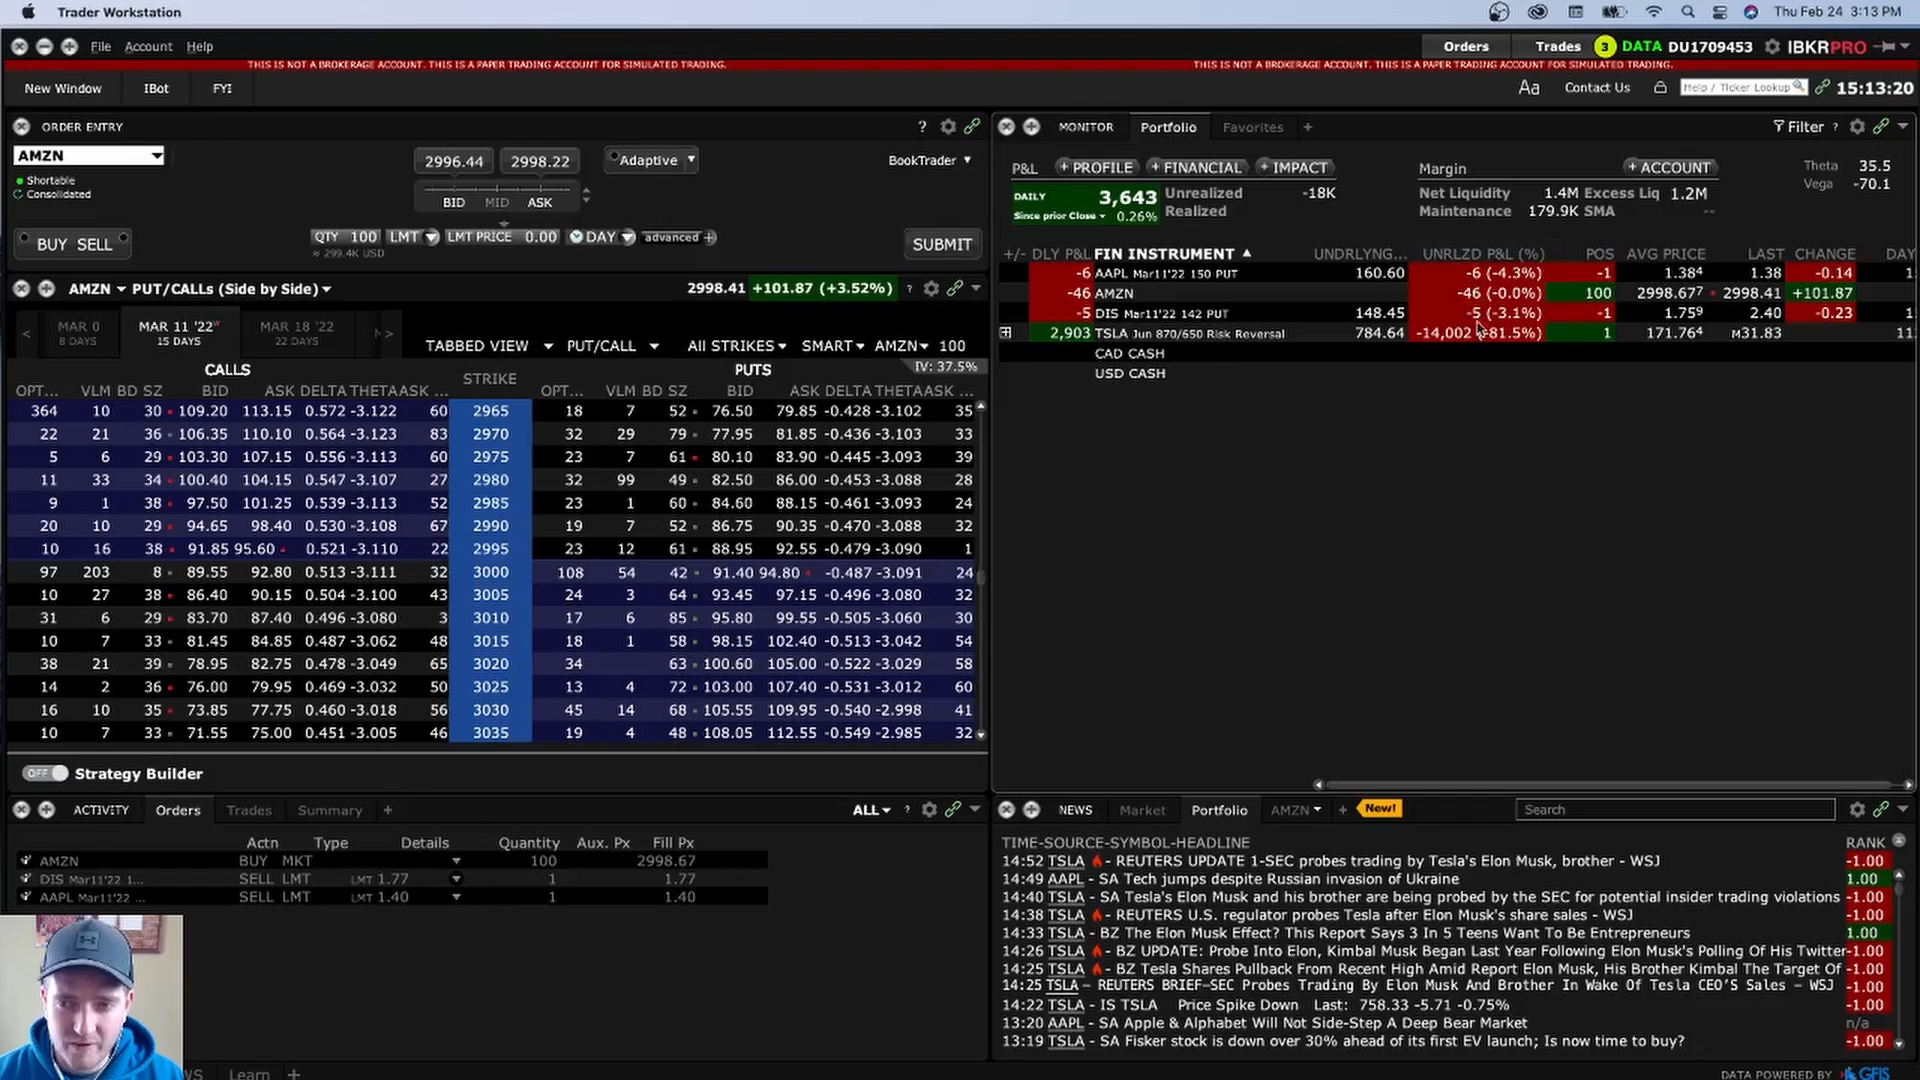 Trader Workstation
Thu Feb 24 3:13 PM
File Account Help
Orders Trades 3 DATA DU1709453 IBKRPRO
THIS IS NOT A BROKERAGE ACCOUNT. THIS IS A PAPER TRADING ACCOUNT FOR SIMULATED TRADING.
THIS IS NOT A BROKERAGE ACCOUNT. THIS IS A PAPER TRADING ACCOUNT FOR SIMULATED TRADING.
New Window IBot FYI
Aa Contact Us Help / Ticker Lookup 15:13:20
ORDER ENTRY ?
AMZN 2996.44 2998.22 Adaptive BookTrader
Shortable
Consolidated
BID MID ASK
BUY SELL QTY 100 LMT LMT PRICE 0.00 DAY advanced SUBMIT
≈ 299.4K USD
AMZN PUT/CALLs (Side by Side) 2998.41 +101.87 (+3.52%) ?
< MAR 0 MAR 11 '22W MAR 18 '22 M >
8 DAYS 15 DAYS 22 DAYS
TABBED VIEW PUT/CALL All STRIKES SMART AMZN 100
CALLS STRIKE PUTS IV: 37.5%
OPT... VLM BD SZ BID ASK DELTA THETA ASK ... OPT... VLM BD SZ BID ASK DELTA THETA ASK ...
364 10 30 109.20 113.15 0.572 -3.122 60 2965 18 7 52 76.50 79.85 -0.428 -3.102 35
22 21 36 106.35 110.10 0.564 -3.123 83 2970 32 29 79 77.95 81.85 -0.436 -3.103 33
5 6 29 103.30 107.15 0.556 -3.113 60 2975 23 7 61 80.10 83.90 -0.445 -3.093 39
11 33 34 100.40 104.15 0.547 -3.107 27 2980 32 99 49 82.50 86.00 -0.453 -3.088 28
9 1 38 97.50 101.25 0.539 -3.113 52 2985 23 1 60 84.60 88.15 -0.461 -3.093 24
20 10 29 94.65 98.40 0.530 -3.108 67 2990 19 7 52 86.75 90.35 -0.470 -3.088 32
10 16 38 91.85 95.60 0.521 -3.110 22 2995 23 12 61 88.95 92.55 -0.479 -3.090 1
97 203 8 89.55 92.80 0.513 -3.111 32 3000 108 54 42 91.40 94.80 -0.487 -3.091 24
10 27 38 86.40 90.15 0.504 -3.100 43 3005 24 3 64 93.45 97.15 -0.496 -3.080 32
31 6 29 83.70 87.40 0.496 -3.080 3 3010 17 6 85 95.80 99.55 -0.505 -3.060 30
10 7 33 81.45 84.85 0.487 -3.062 48 3015 18 1 58 98.15 102.40 -0.513 -3.042 54
38 21 39 78.95 82.75 0.478 -3.049 65 3020 34 63 100.60 105.00 -0.522 -3.029 58
14 2 36 76.00 79.95 0.469 -3.032 50 3025 13 4 72 103.00 107.40 -0.531 -3.012 60
16 10 35 73.85 77.75 0.460 -3.018 56 3030 45 14 68 105.55 109.95 -0.540 -2.998 41
10 7 33 71.55 75.00 0.451 -3.005 46 3035 19 4 48 108.05 112.55 -0.549 -2.985 32
OFF Strategy Builder
ACTIVITY Orders Trades Summary + ALL ?
Actn Type Details Quantity Aux. Px Fill Px
AMZN BUY MKT 100 2998.67
DIS Mar11'22 1... SELL LMT LMT 1.77 1 1.77
AAPL Mar11'22 ... SELL LMT LMT 1.40 1 1.40
WS Learn +
MONITOR Portfolio Favorites + Filter ?
P&L + PROFILE + FINANCIAL + IMPACT Margin + ACCOUNT Theta 35.5
Vega -70.1
DAILY 3,643 Unrealized -18K Net Liquidity 1.4M Excess Liq 1.2M
Since prior Close 0.26% Realized Maintenance 179.9K SMA --
+/- DLY P&L FIN INSTRUMENT UNDRLYNG... UNRLZD P&L (%) POS AVG PRICE LAST CHANGE DAY
-6 AAPL Mar11'22 150 PUT 160.60 -6 (-4.3%) -1 1.384 1.38 -0.14
-46 AMZN -46 (-0.0%) 100 2998.677 2998.41 +101.87
-5 DIS Mar11'22 142 PUT 148.45 -5 (-3.1%) -1 1.759 2.40 -0.23 1
2,903 TSLA Jun 870/650 Risk Reversal 784.64 -14,002 81.5%) 1 171.764 M31.83 11
CAD CASH
USD CASH
NEWS Market Portfolio AMZN + New! Search
TIME-SOURCE-SYMBOL-HEADLINE RANK
14:52 TSLA - REUTERS UPDATE 1-SEC probes trading by Tesla's Elon Musk, brother - WSJ -1.00
14:49 AAPL - SA Tech jumps despite Russian invasion of Ukraine 1.00
14:40 TSLA - SA Tesla's Elon Musk and his brother are being probed by the SEC for potential insider trading violations -1.00
14:38 TSLA - REUTERS U.S. regulator probes Tesla after Elon Musk's share sales - WSJ -1.00
14:33 TSLA - BZ The Elon Musk Effect? This Report Says 3 In 5 Teens Want To Be Entrepreneurs 1.00
14:26 TSLA - BZ UPDATE: Probe Into Elon, Kimbal Musk Began Last Year Following Elon Musk's Polling Of His Twitter -1.00
14:25 TSLA - BZ Tesla Shares Pullback From Recent High Amid Report Elon Musk, His Brother Kimbal The Target Of -1.00
14:25 TSLA – REUTERS BRIEF–SEC Probes Trading By Elon Musk And Brother In Wake Of Tesla CEO'S Sales – WSJ -1.00
14:22 TSLA - IS TSLA Price Spike Down Last: 758.33 -5.71 -0.75% -1.00
13:20 AAPL - SA Apple & Alphabet Will Not Side-Step A Deep Bear Market n/a
13:19 TSLA - SA Fisker stock is down over 30% ahead of its first EV launch; Is now time to buy? -1.00
DATA POWERED BY GFIS